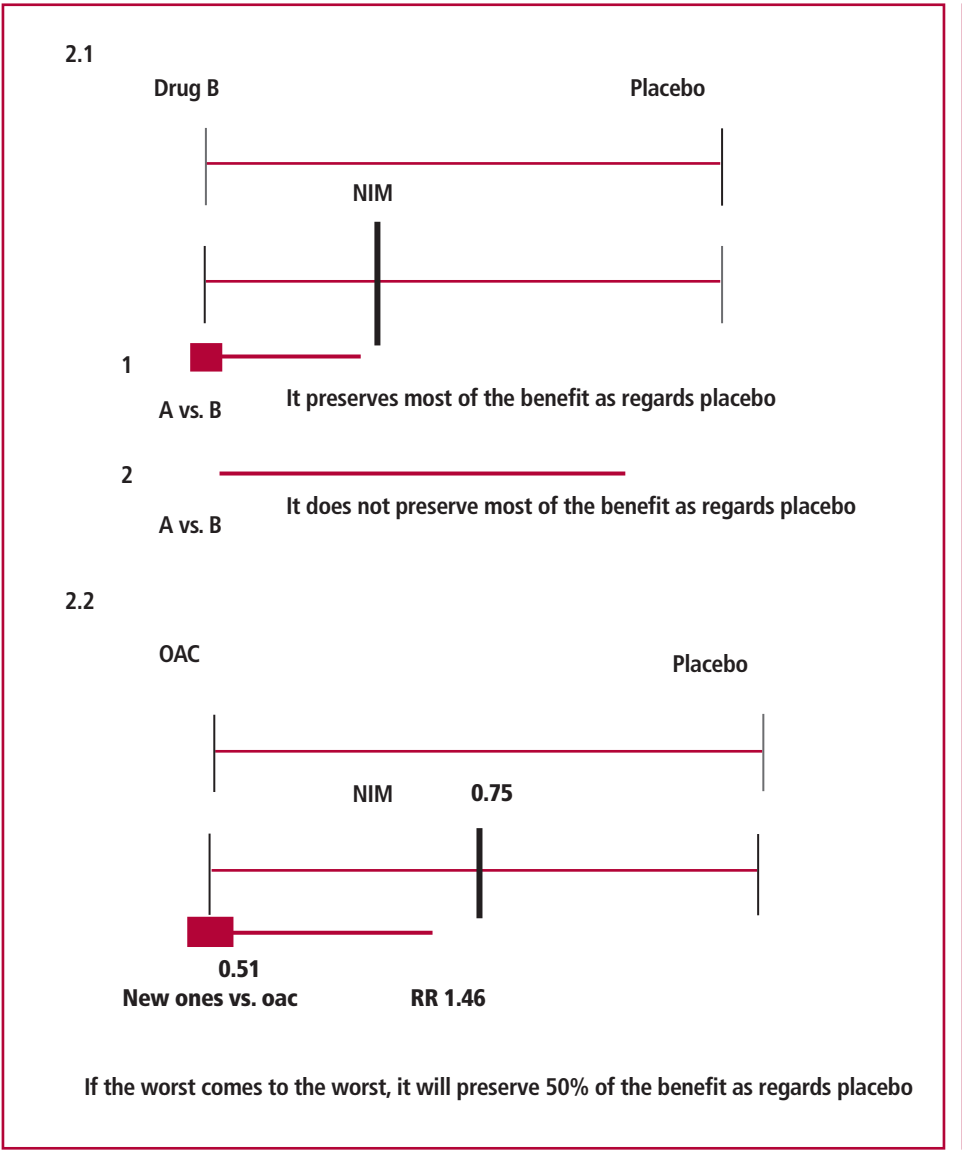 2.1
Drug B Placebo
NIM
1
A vs. B It preserves most of the benefit as regards placebo
2
A vs. B It does not preserve most of the benefit as regards placebo
2.2
OAC Placebo
NIM 0.75
0.51
New ones vs. oac RR 1.46
If the worst comes to the worst, it will preserve 50% of the benefit as regards placebo